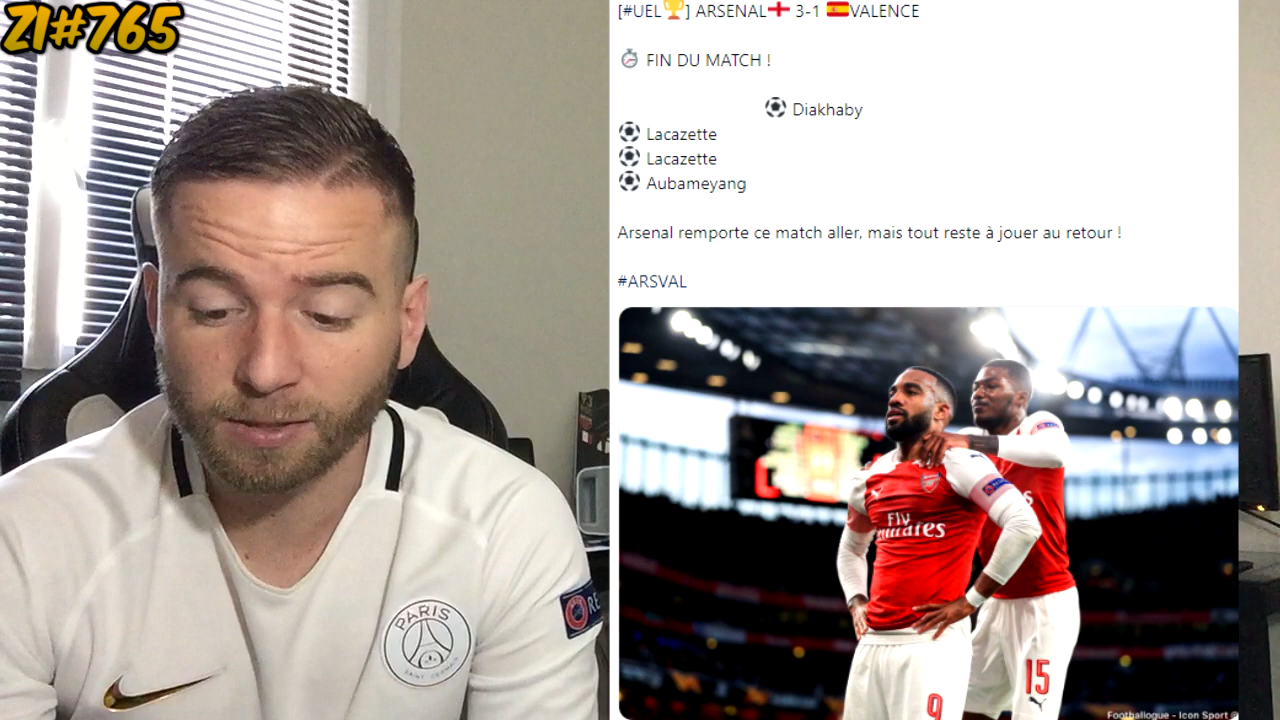 ZI#765
[#UEL🏆] ARSENAL🏴󠁧󠁢󠁥󠁮󠁧󠁿 3-1 🇪🇸VALENCE
⏱ FIN DU MATCH !
⚽ Diakhaby
⚽ Lacazette
⚽ Lacazette
⚽ Aubameyang
Arsenal remporte ce match aller, mais tout reste à jouer au retour !
#ARSVAL
Fly
Emirates
15
9
PARIS
SAINT-GERMAIN
RE
Footballogue - Icon Sport